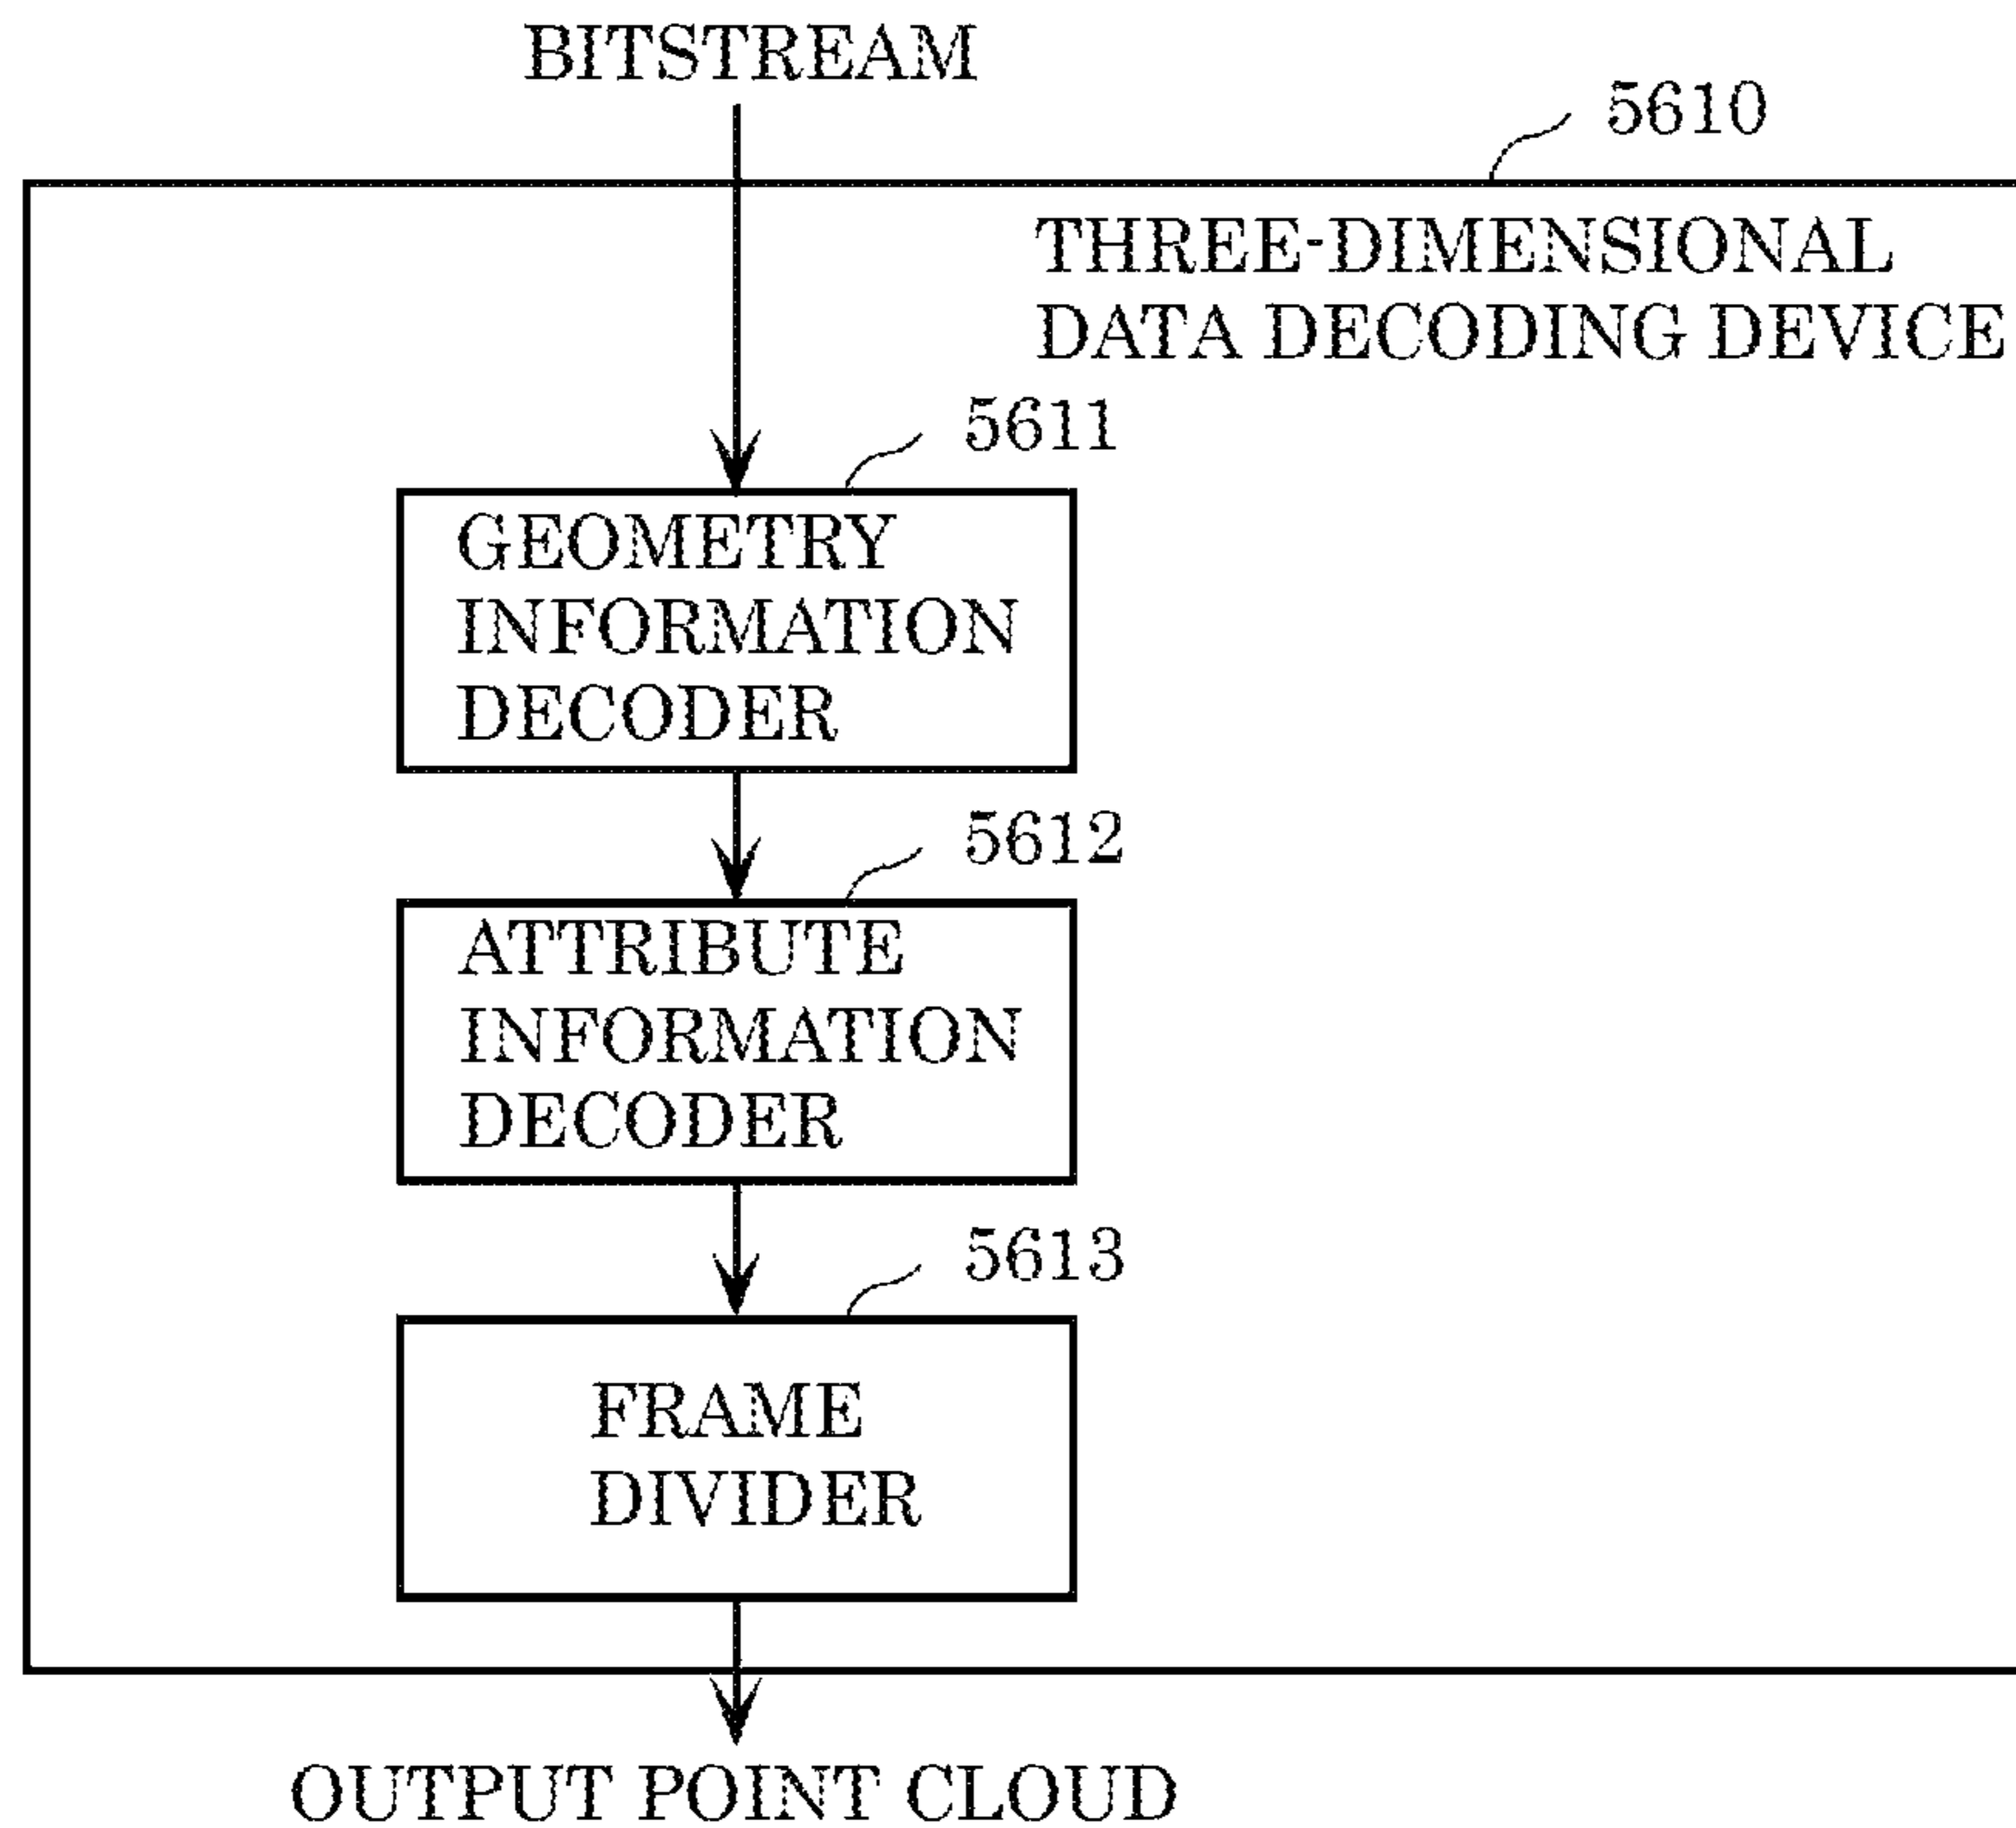 BITSTREAM
5610
THREE-DIMENSIONAL
DATA DECODING DEVICE
5611
GEOMETRY
INFORMATION
DECODER
5612
ATTRIBUTE
INFORMATION
DECODER
5613
FRAME
DIVIDER
OUTPUT POINT CLOUD